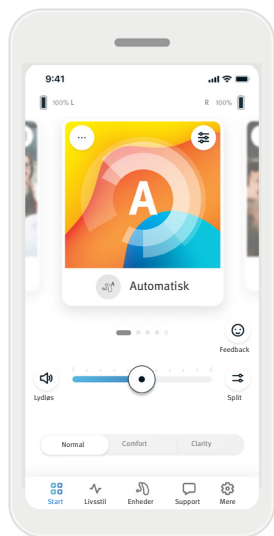 9:41
100% L
R 100%
A
Automatisk
Feedback
Lydløs
Split
Normal Comfort Clarity
Start Livsstil Enheder Support Mere